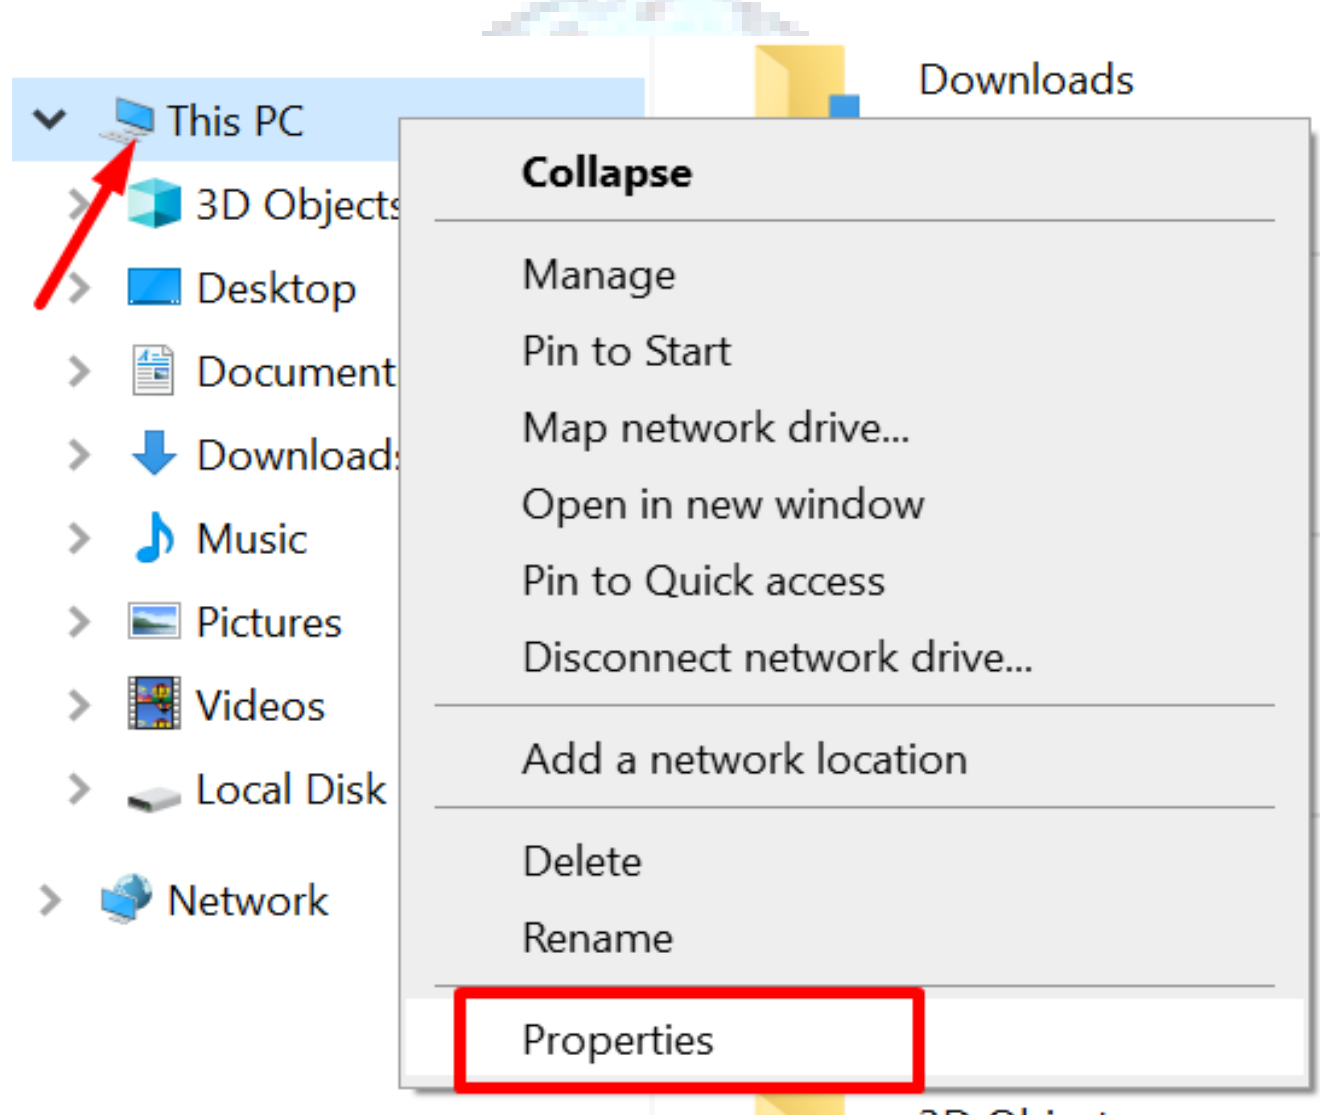 This PC
3D Objects
Desktop
Document
Downloads
Music
Pictures
Videos
Local Disk
Network
Downloads
Collapse
Manage
Pin to Start
Map network drive...
Open in new window
Pin to Quick access
Disconnect network drive...
Add a network location
Delete
Rename
Properties